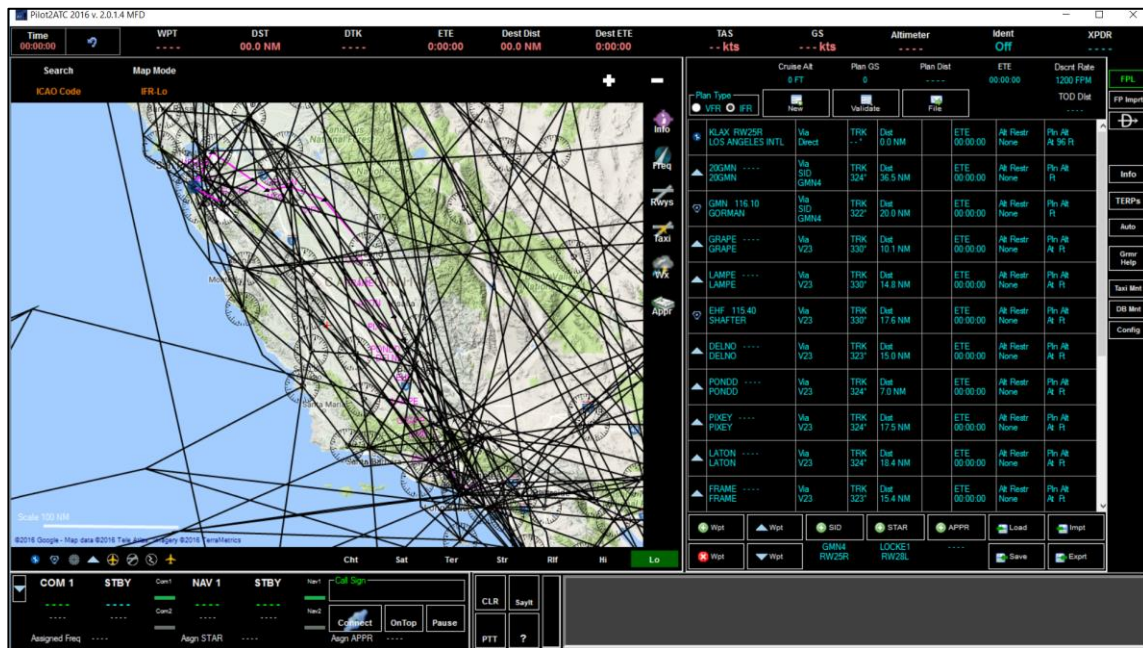 Pilot2ATC 2016 v. 2.0.1.4 MFD
Time WPT DST DTK ETE Dest Dist Dest ETE TAS GS Altimeter Ident XPDR
00:00:00 - - - - 00.0 NM - - - - 0:00:00 00.0 NM 0:00:00 - - kts - - - kts - - - - Off - - - -
Search Map Mode
ICAO Code IFR-Lo
Info
Freq
Rwys
Taxi
Wx
Appr
Scale 100 NM
©2016 Google - Map data ©2016 Tele Atlas, Imagery ©2016 TerraMetrics
Cht Sat Ter Str Rlf Hi Lo
Cruise Alt Plan GS Plan Dist ETE Dscnt Rate
0 FT 0 - - - - 00:00:00 1200 FPM
Plan Type TOD Dist
VFR IFR New Validate File - - - -
KLAX RW25R Via TRK Dist ETE Alt Restr Pln Alt
LOS ANGELES INTL Direct - - ° 0.0 NM 00:00:00 None At 96 Ft
20GMN - - - - Via TRK Dist ETE Alt Restr Pln Alt
20GMN SID 324° 36.5 NM 00:00:00 None Ft
GMN4
GMN 116.10 Via TRK Dist ETE Alt Restr Pln Alt
GORMAN SID 322° 20.0 NM 00:00:00 None Ft
GMN4
GRAPE - - - - Via TRK Dist ETE Alt Restr Pln Alt
GRAPE V23 330° 10.1 NM 00:00:00 None At Ft
LAMPE - - - - Via TRK Dist ETE Alt Restr Pln Alt
LAMPE V23 330° 14.8 NM 00:00:00 None At Ft
EHF 115.40 Via TRK Dist ETE Alt Restr Pln Alt
SHAFTER V23 330° 17.6 NM 00:00:00 None At Ft
DELNO - - - - Via TRK Dist ETE Alt Restr Pln Alt
DELNO V23 323° 15.0 NM 00:00:00 None At Ft
PONDD - - - - Via TRK Dist ETE Alt Restr Pln Alt
PONDD V23 324° 7.0 NM 00:00:00 None At Ft
PIXEY - - - - Via TRK Dist ETE Alt Restr Pln Alt
PIXEY V23 324° 17.5 NM 00:00:00 None At Ft
LATON - - - - Via TRK Dist ETE Alt Restr Pln Alt
LATON V23 324° 18.4 NM 00:00:00 None At Ft
FRAME - - - - Via TRK Dist ETE Alt Restr Pln Alt
FRAME V23 323° 15.4 NM 00:00:00 None At Ft
Wpt Wpt SID STAR APPR Load Impt
Wpt Wpt GMN4 LOCKE1 - - - - Save Exprt
RW25R RW28L
FPL
FP Imprt
D
Info
TERPs
Auto
Grmr
Help
Taxi Mnt
DB Mnt
Config
COM 1 STBY Com1 NAV 1 STBY Nav1 Call Sign
- - - - - - - - - - - - - - - -
- - - - - - - - Com2 - - - - - - - - Nav2 Connect OnTop Pause
Assigned Freq - - - - Asgn STAR - - - - Asgn APPR - - - -
CLR SayIt
PTT ?